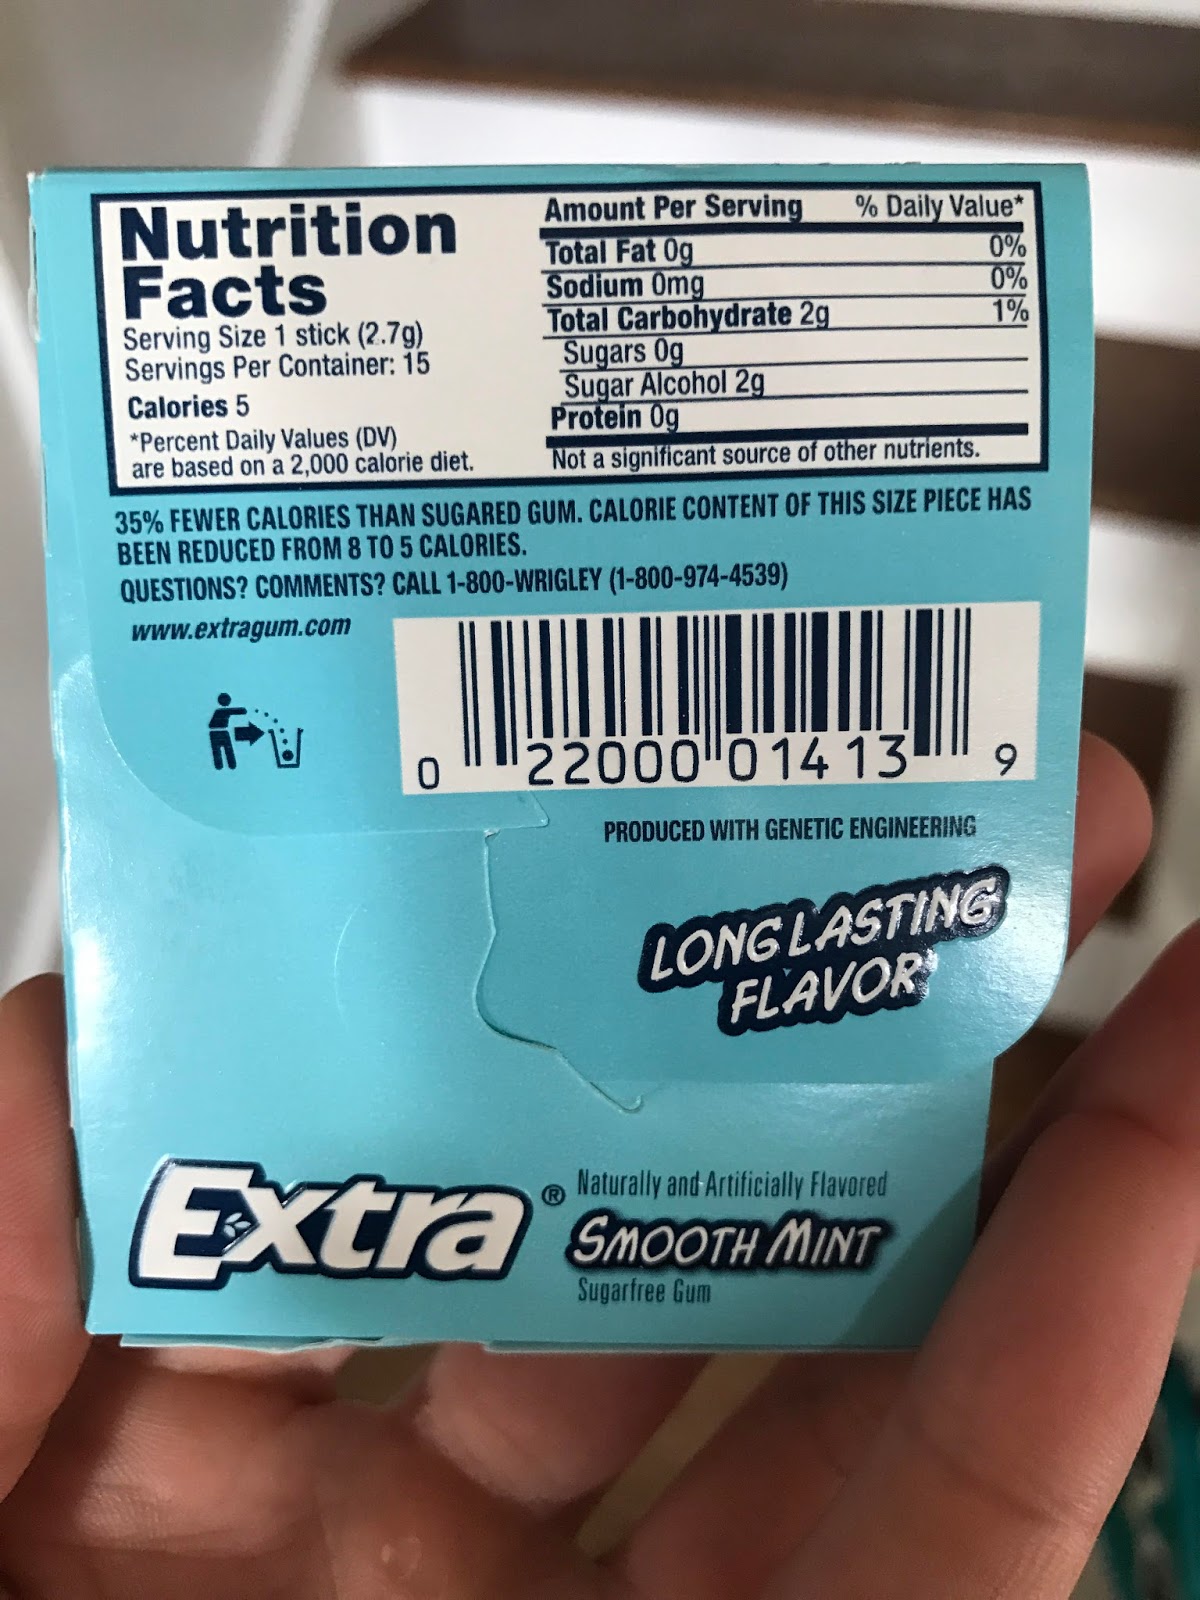 Nutrition
Facts
Serving Size 1 stick (2.7g)
Servings Per Container: 15
Calories 5
*Percent Daily Values (DV)
are based on a 2,000 calorie diet.
Amount Per Serving % Daily Value*
Total Fat 0g 0%
Sodium 0mg 0%
Total Carbohydrate 2g 1%
Sugars 0g
Sugar Alcohol 2g
Protein 0g
Not a significant source of other nutrients.
35% FEWER CALORIES THAN SUGARED GUM. CALORIE CONTENT OF THIS SIZE PIECE HAS
BEEN REDUCED FROM 8 TO 5 CALORIES.
QUESTIONS? COMMENTS? CALL 1-800-WRIGLEY (1-800-974-4539)
www.extragum.com
0 22000 01413 9
PRODUCED WITH GENETIC ENGINEERING
LONG LASTING
FLAVOR
Extra®
Naturally and Artificially Flavored
SMOOTH MINT
Sugarfree Gum